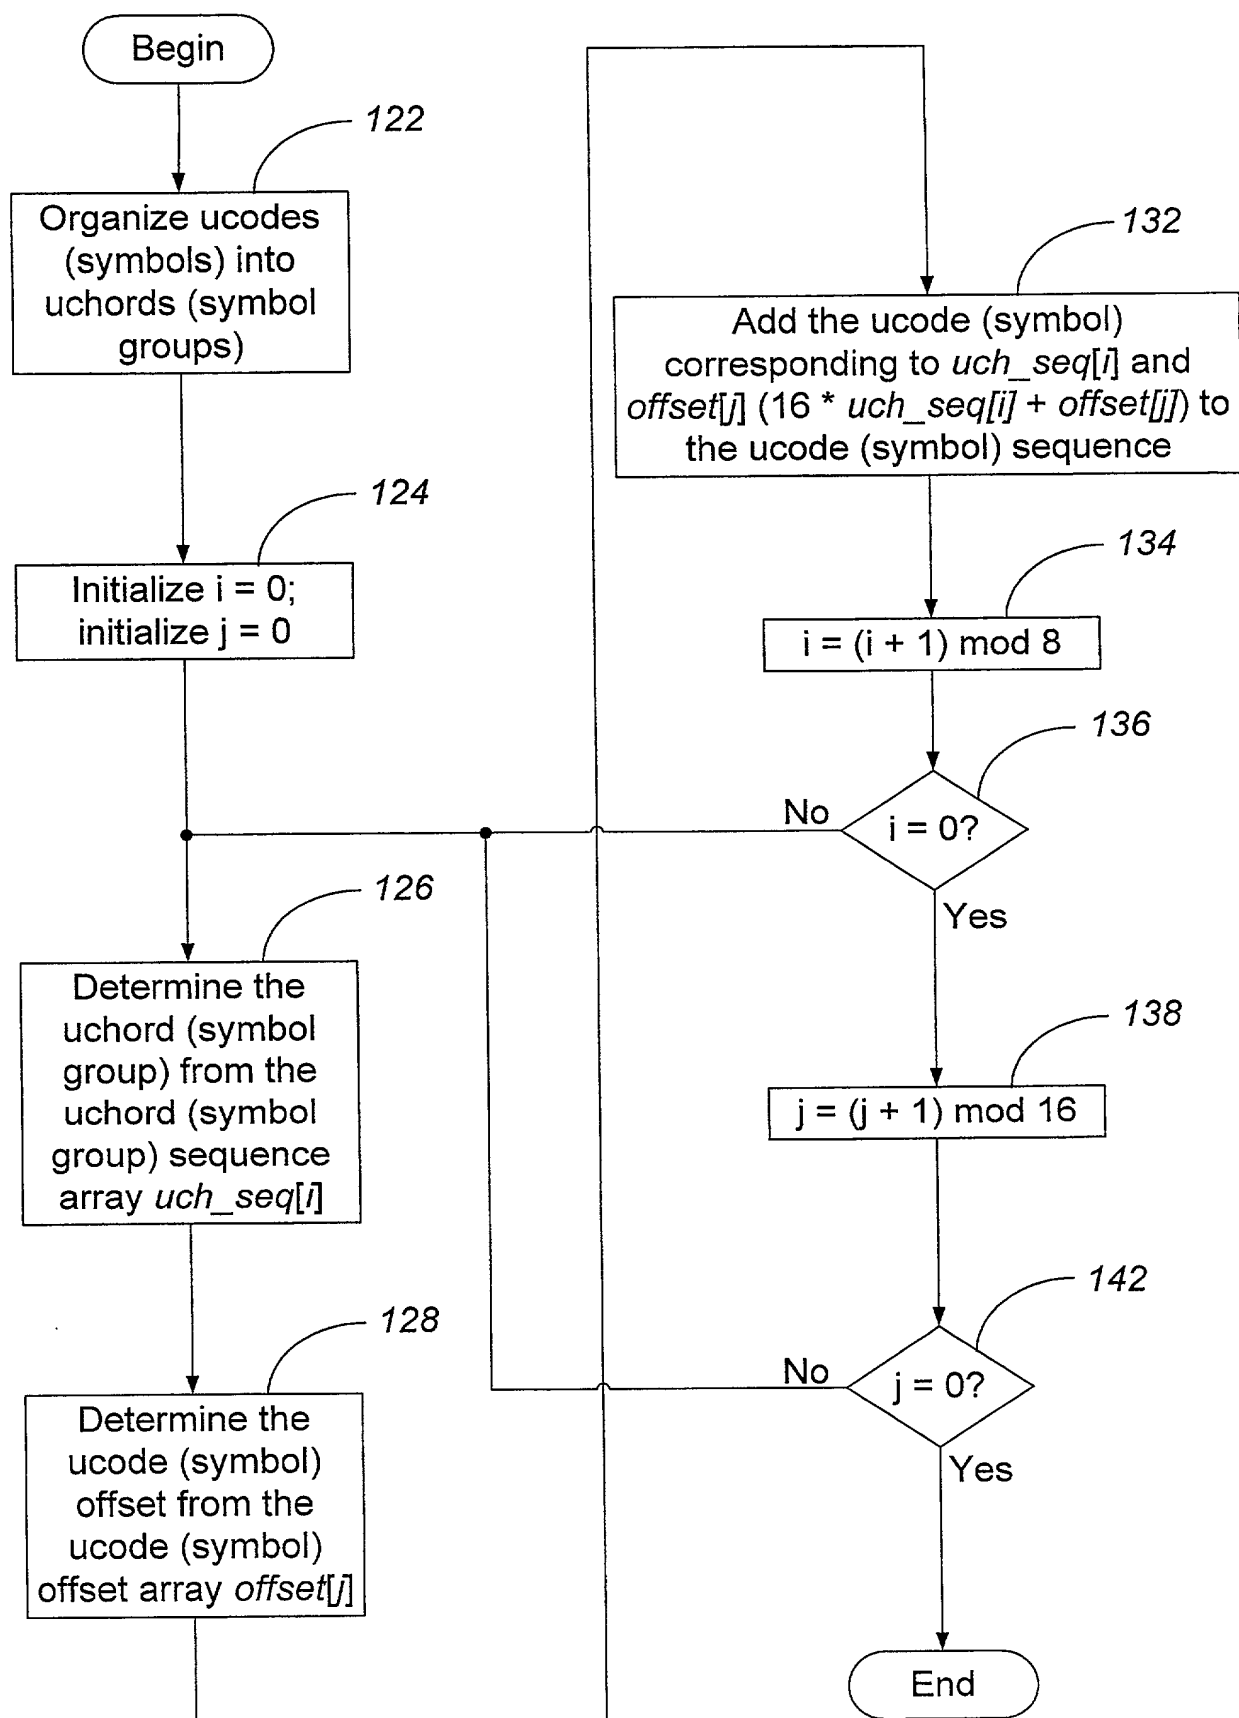 Begin
122
Organize ucodes
(symbols) into
uchords (symbol
groups)
124
Initialize i = 0;
initialize j = 0
126
Determine the
uchord (symbol
group) from the
uchord (symbol
group) sequence
array uch_seq[i]
128
Determine the
ucode (symbol)
offset from the
ucode (symbol)
offset array offset[j]
132
Add the ucode (symbol)
corresponding to uch_seq[i] and
offset[j] (16 * uch_seq[i] + offset[j]) to
the ucode (symbol) sequence
134
i = (i + 1) mod 8
136
No
i = 0?
Yes
138
j = (j + 1) mod 16
142
No
j = 0?
Yes
End